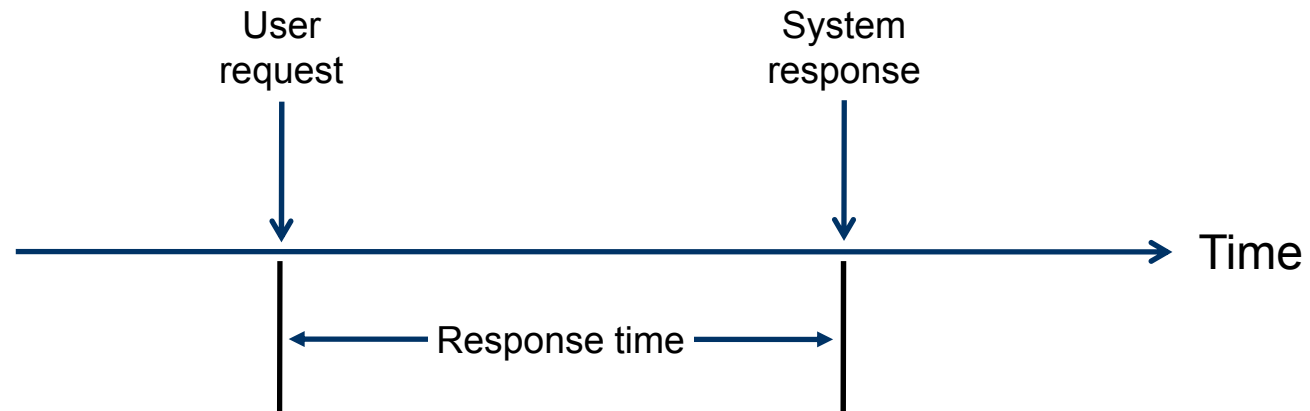 User
request
System
response
Time
Response time